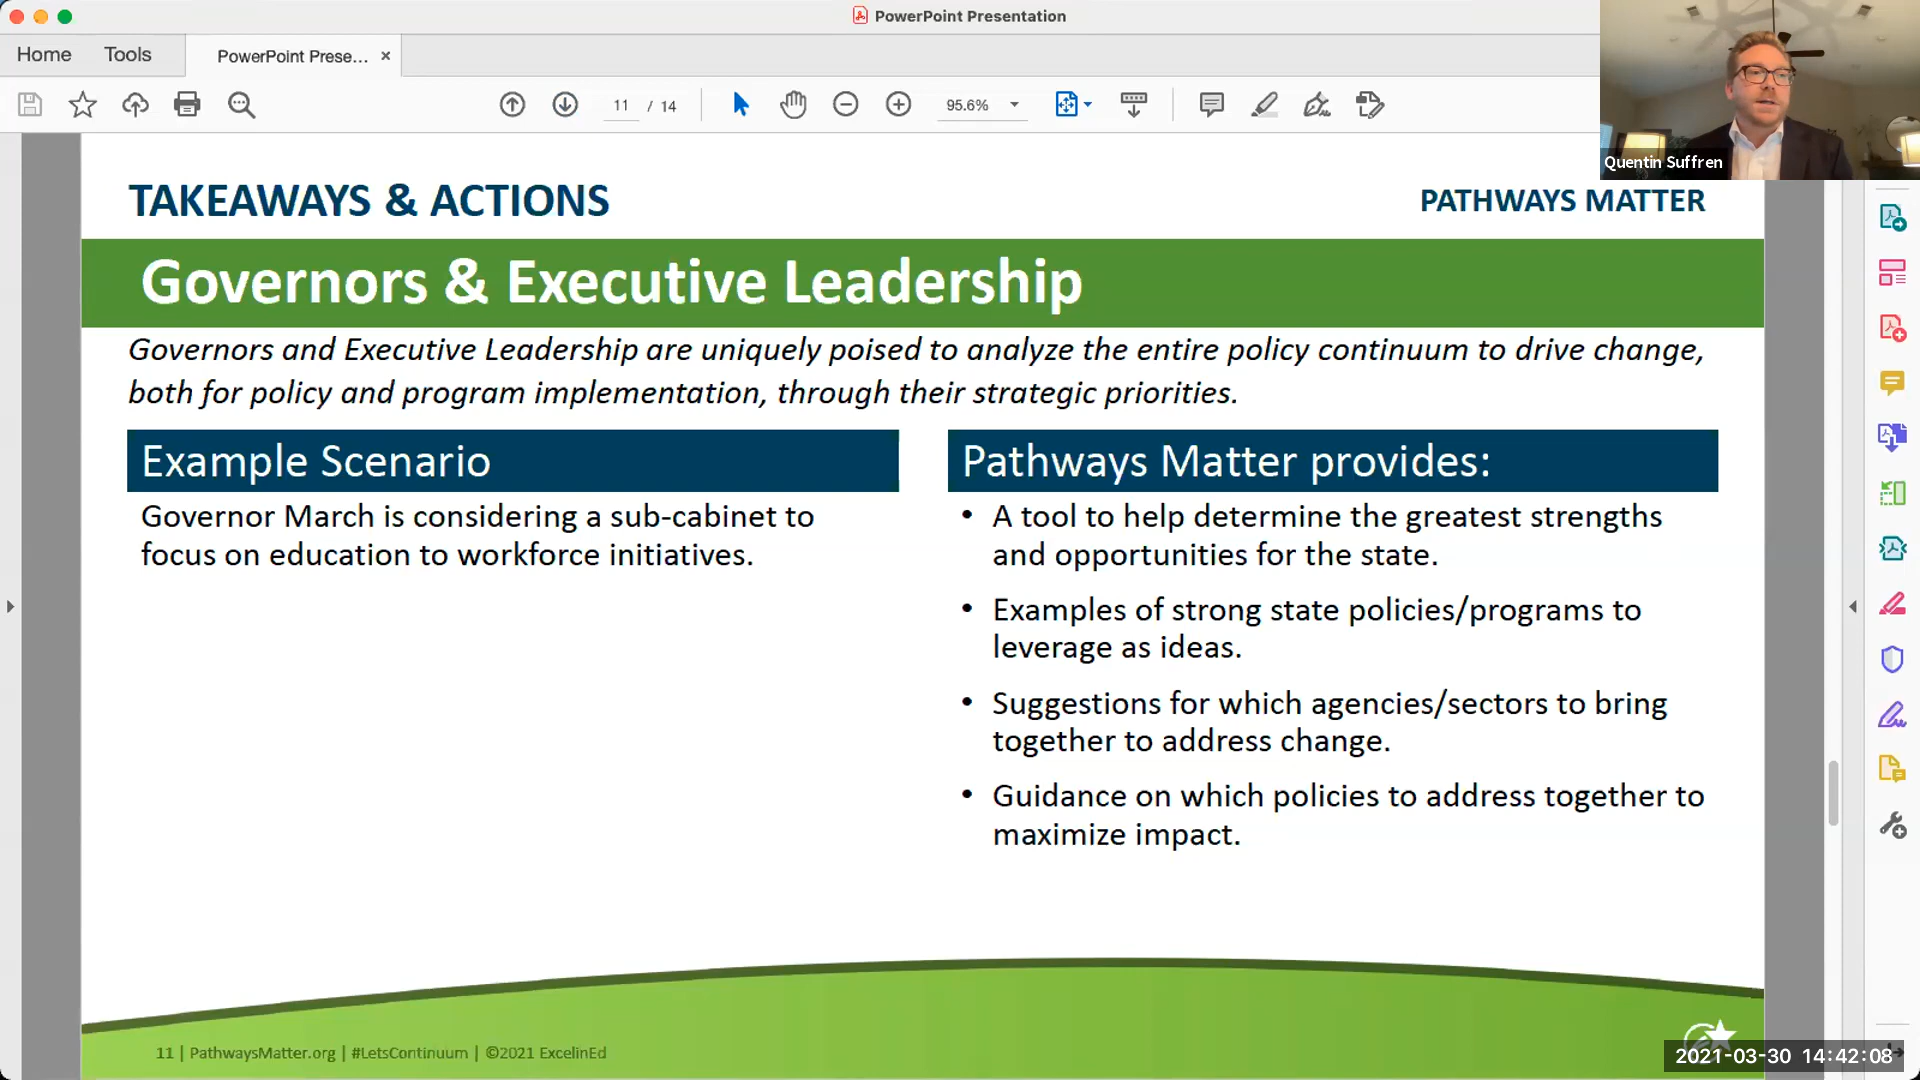 PowerPoint Presentation
Home
Tools
PowerPoint Prese... ×
11 / 14
95.6%
Quentin Suffren
TAKEAWAYS & ACTIONS
PATHWAYS MATTER
Governors & Executive Leadership
Governors and Executive Leadership are uniquely poised to analyze the entire policy continuum to drive change,
both for policy and program implementation, through their strategic priorities.
Example Scenario
Governor March is considering a sub-cabinet to
focus on education to workforce initiatives.
Pathways Matter provides:
• A tool to help determine the greatest strengths
and opportunities for the state.
• Examples of strong state policies/programs to
leverage as ideas.
• Suggestions for which agencies/sectors to bring
together to address change.
• Guidance on which policies to address together to
maximize impact.
11 | PathwaysMatter.org | #LetsContinuum | ©2021 ExcelinEd
2021-03-30 14:42:08